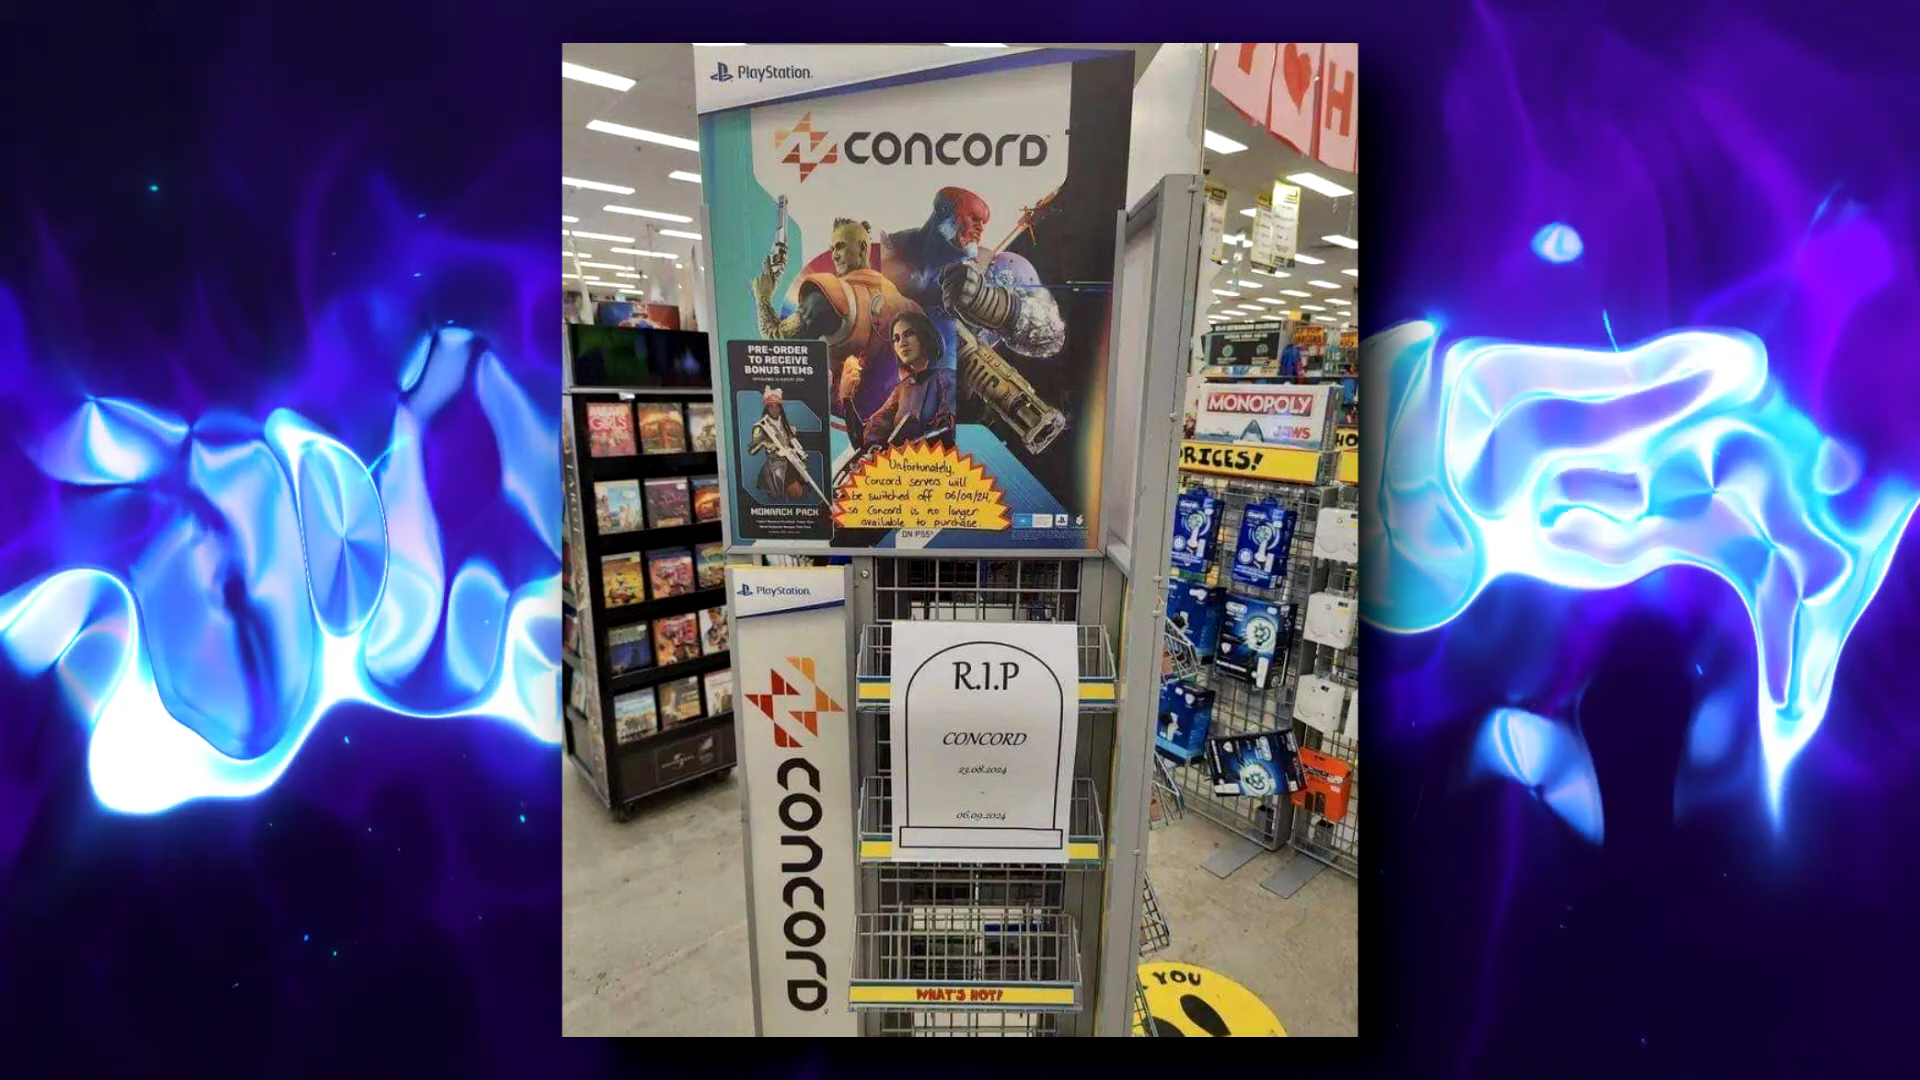 PlayStation
CONCORD
PRE-ORDER
TO RECEIVE
BONUS ITEMS
MONARCH PACK
Unfortunately,
Concord servers will
be switched off 06/09/24,
so Concord is no longer
available to purchase.
ON PS5
PlayStation
CONCORD
R.I.P
CONCORD
23.08.2024
-
06.09.2024
WHAT'S HOT!
H
MONOPOLY
JAWS
PRICES!
HO
YOU